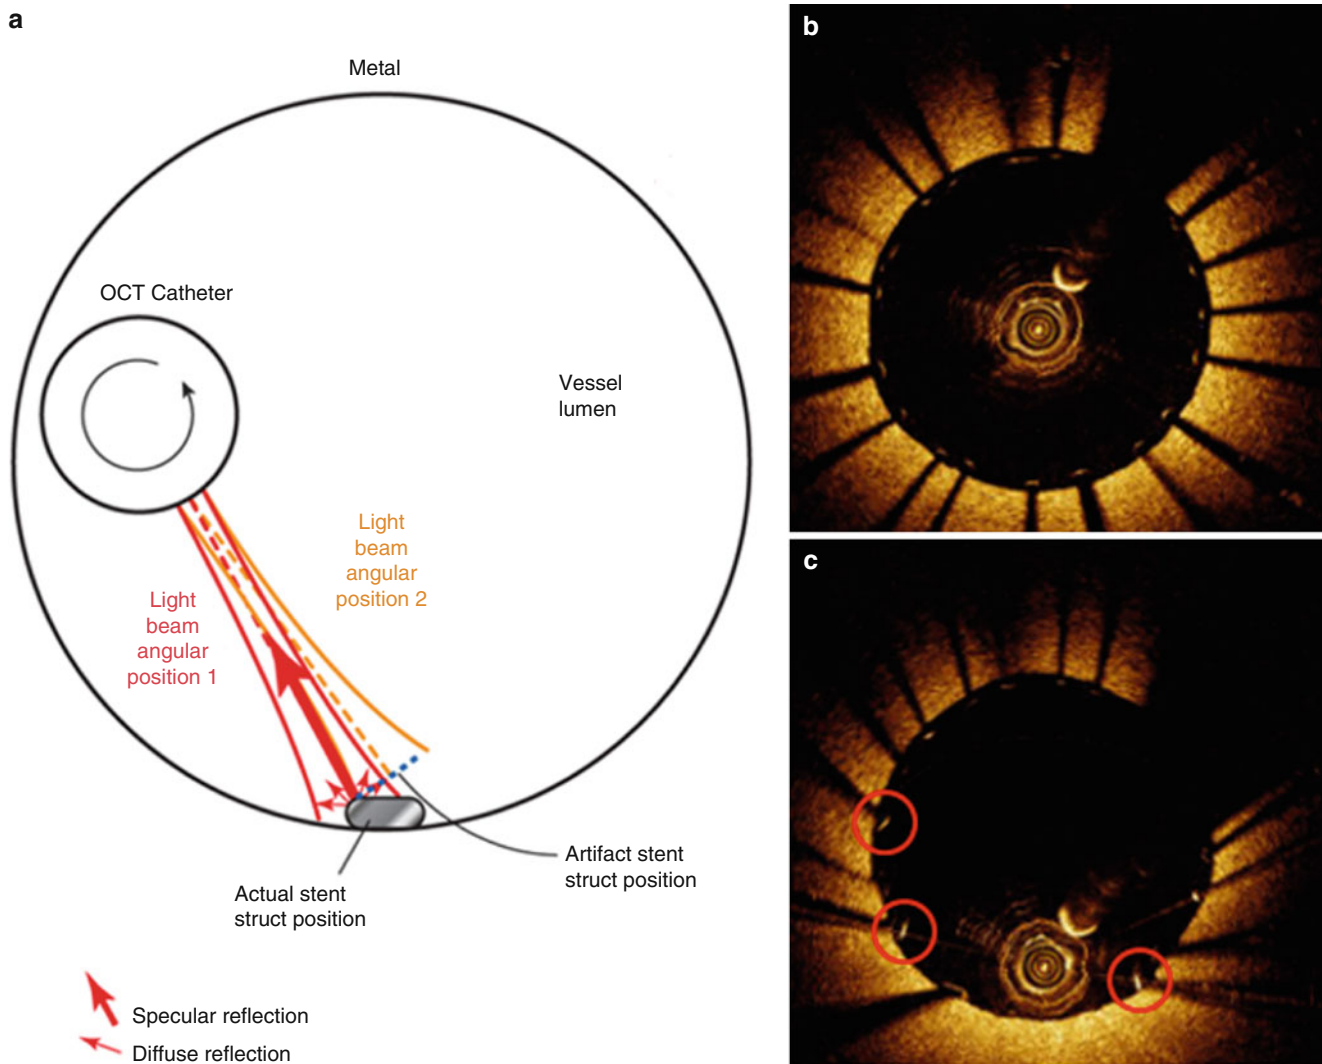 a
Metal
OCT Catheter
Vessel
lumen
Light
beam
angular
position 2
Light
beam
angular
position 1
Artifact stent
struct position
Actual stent
struct position
Specular reflection
Diffuse reflection
b
c